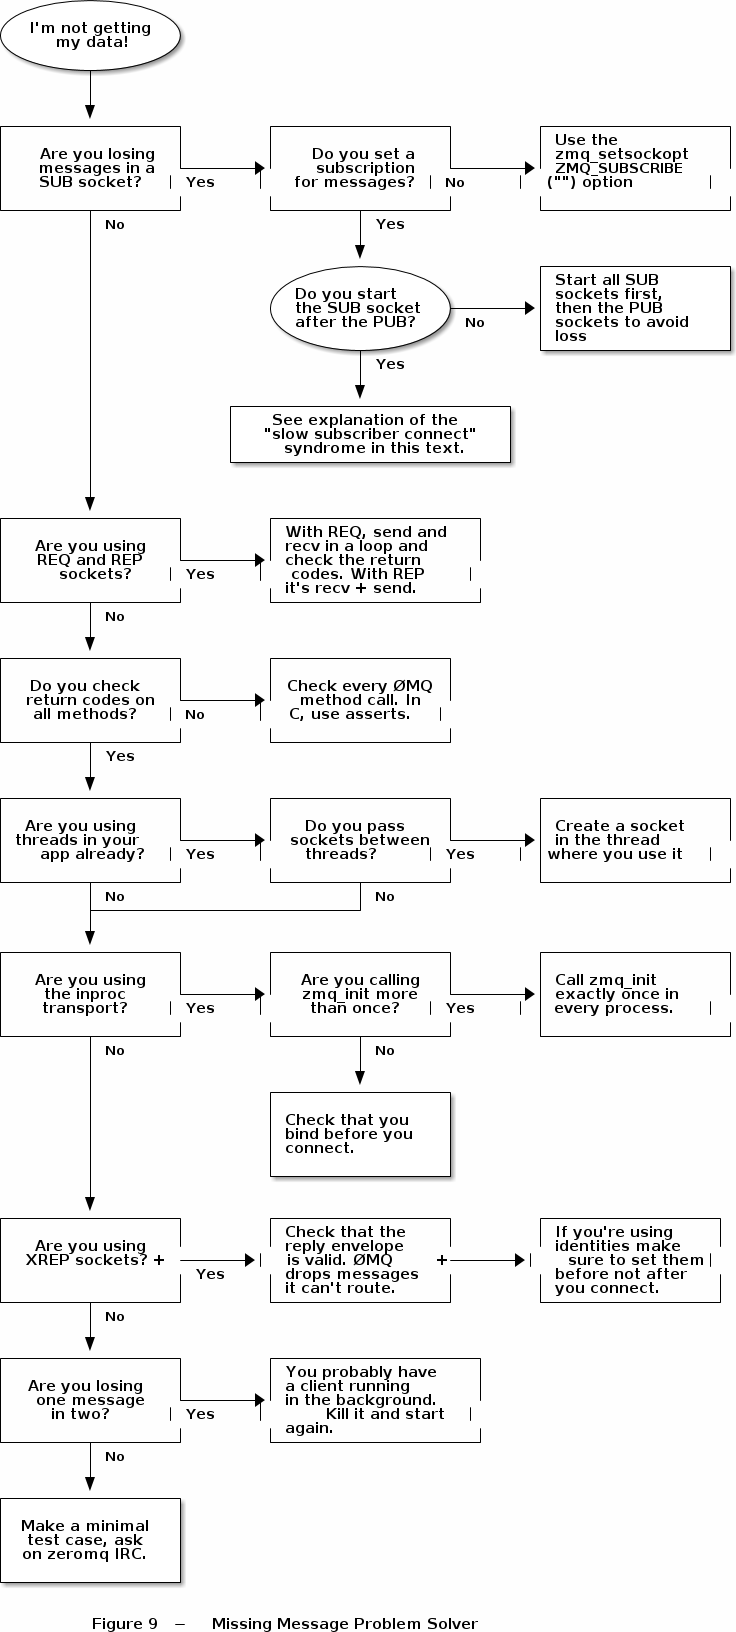 I'm not getting
my data!
Are you losing
messages in a
SUB socket?
Yes
Do you set a
subscription
for messages?
No
Use the
zmq_setsockopt
ZMQ_SUBSCRIBE
("") option
No
Yes
Do you start
the SUB socket
after the PUB?
No
Start all SUB
sockets first,
then the PUB
sockets to avoid
loss
Yes
See explanation of the
"slow subscriber connect"
syndrome in this text.
Are you using
REQ and REP
sockets?
Yes
With REQ, send and
recv in a loop and
check the return
codes. With REP
it's recv + send.
No
Do you check
return codes on
all methods?
No
Check every ØMQ
method call. In
C, use asserts.
Yes
Are you using
threads in your
app already?
Yes
Do you pass
sockets between
threads?
Yes
Create a socket
in the thread
where you use it
No
No
Are you using
the inproc
transport?
Yes
Are you calling
zmq_init more
than once?
Yes
Call zmq_init
exactly once in
every process.
No
No
Check that you
bind before you
connect.
Are you using
XREP sockets? +
Yes
Check that the
reply envelope
is valid. ØMQ +
drops messages
it can't route.
If you're using
identities make
sure to set them
before not after
you connect.
No
Are you losing
one message
in two?
Yes
You probably have
a client running
in the background.
Kill it and start
again.
No
Make a minimal
test case, ask
on zeromq IRC.
Figure 9 – Missing Message Problem Solver